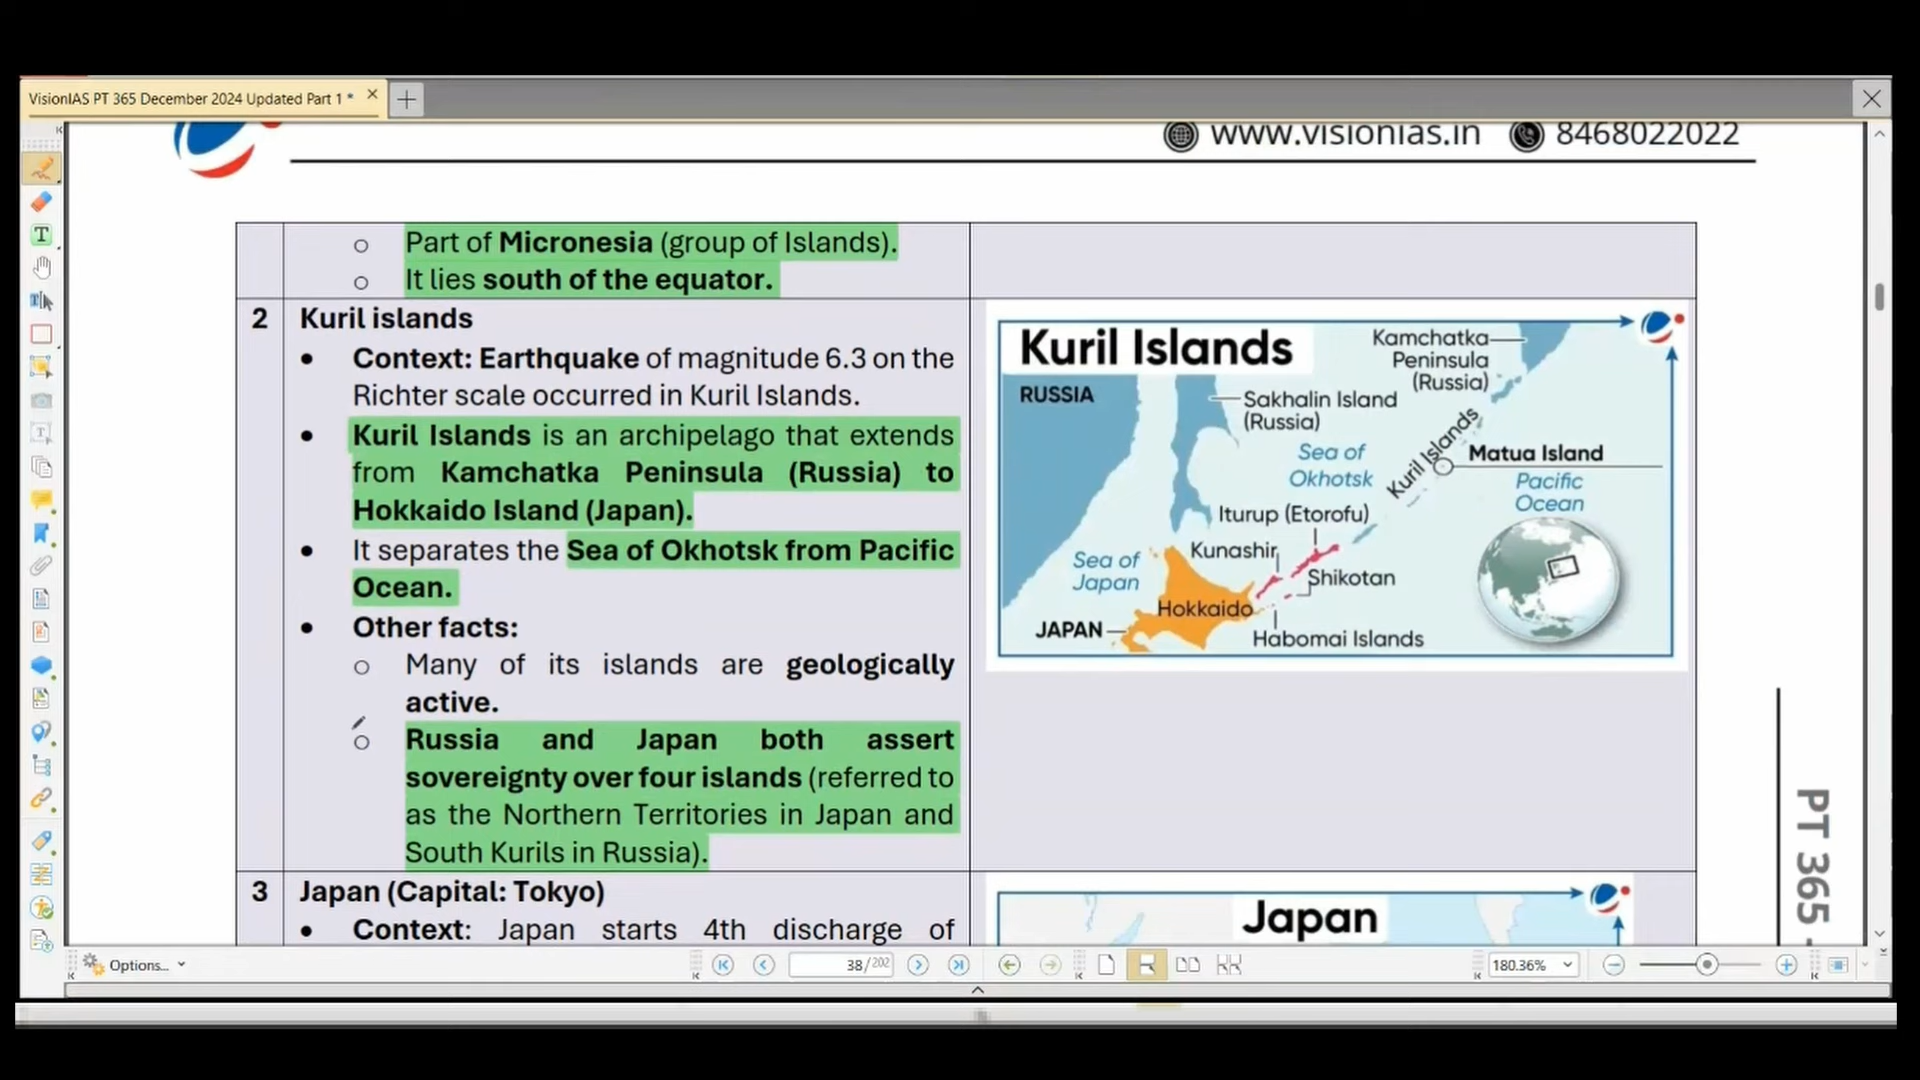 VisionIAS PT 365 December 2024 Updated Part 1 *
www.visionias.in 8468022022
o Part of Micronesia (group of Islands).
o It lies south of the equator.
2 Kuril islands
• Context: Earthquake of magnitude 6.3 on the
Richter scale occurred in Kuril Islands.
• Kuril Islands is an archipelago that extends
from Kamchatka Peninsula (Russia) to
Hokkaido Island (Japan).
• It separates the Sea of Okhotsk from Pacific
Ocean.
• Other facts:
o Many of its islands are geologically
active.
o Russia and Japan both assert
sovereignty over four islands (referred to
as the Northern Territories in Japan and
South Kurils in Russia).
Kuril Islands
Kamchatka
Peninsula
(Russia)
RUSSIA
Sakhalin Island
(Russia)
Sea of
Okhotsk
Kuril Islands
Matua Island
Pacific
Ocean
Iturup (Etorofu)
Kunashir
Sea of
Japan
Shikotan
Hokkaido
JAPAN
Habomai Islands
3 Japan (Capital: Tokyo)
• Context: Japan starts 4th discharge of
Japan
PT 365 -
Options...
38 / 202
180.36%